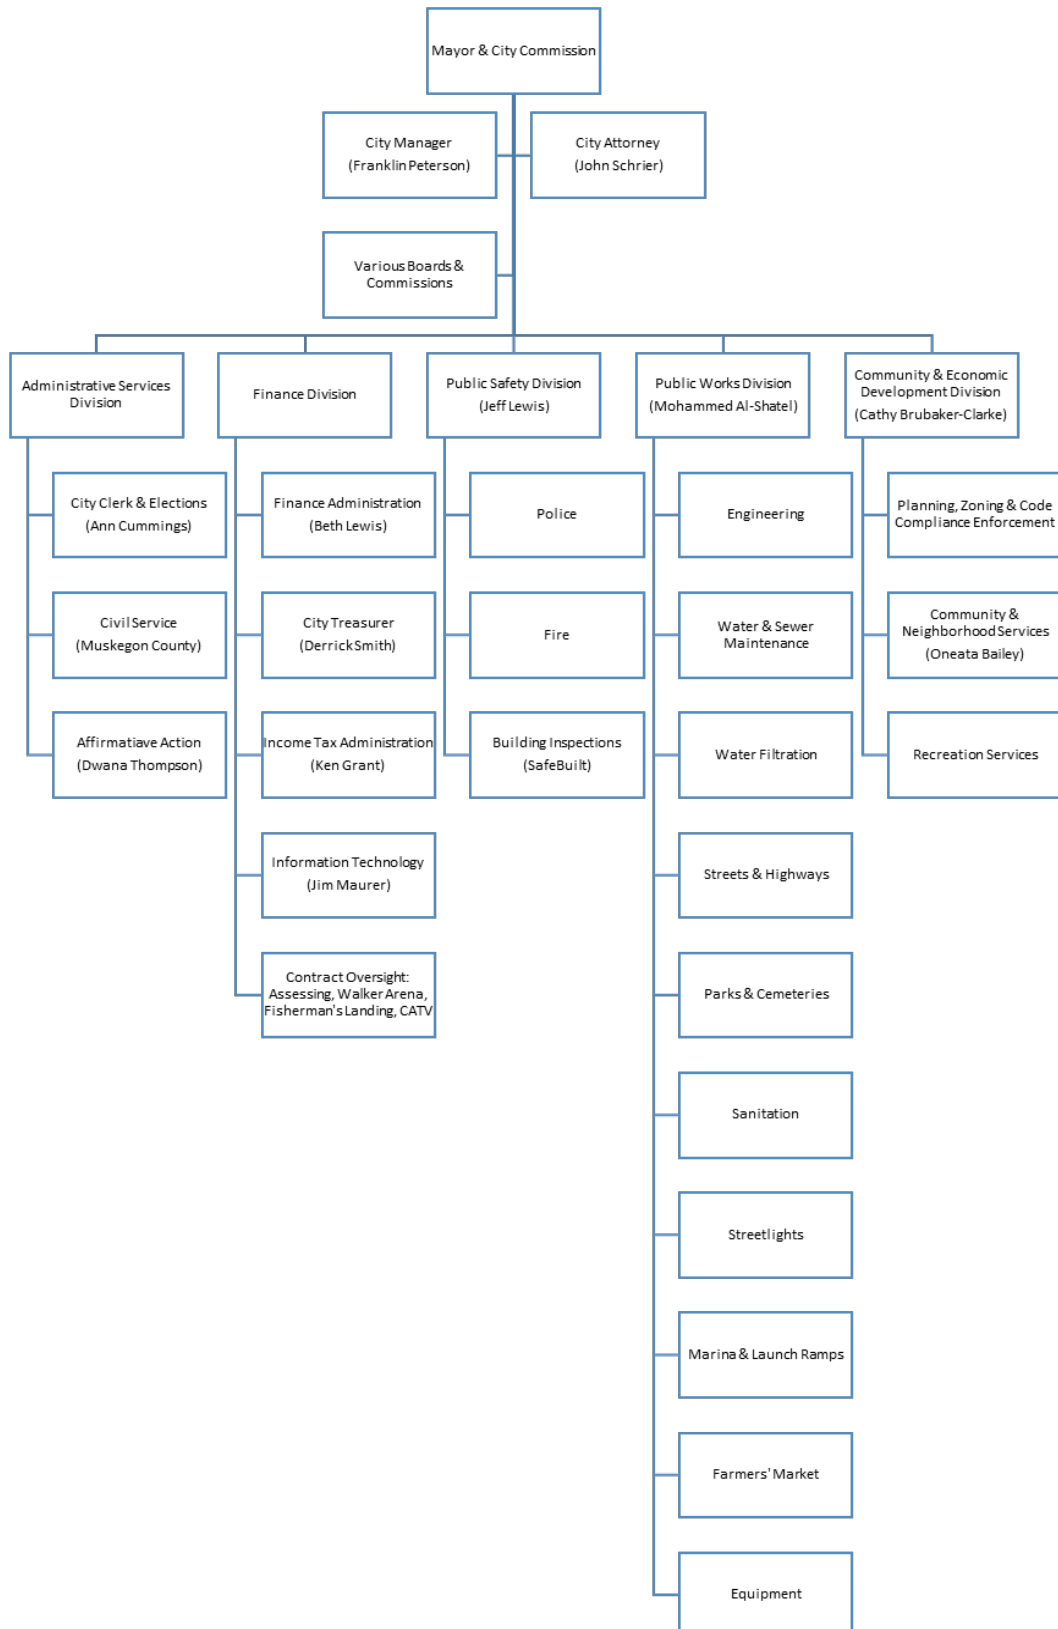 Mayor & City Commission
City Manager
(Franklin Peterson)
City Attorney
(John Schrier)
Various Boards &
Commissions
Administrative Services
Division
Finance Division
Public Safety Division
(Jeff Lewis)
Public Works Division
(Mohammed Al-Shatel)
Community & Economic
Development Division
(Cathy Brubaker-Clarke)
City Clerk & Elections
(Ann Cummings)
Finance Administration
(Beth Lewis)
Police
Engineering
Planning, Zoning & Code
Compliance Enforcement
Civil Service
(Muskegon County)
City Treasurer
(Derrick Smith)
Fire
Water & Sewer
Maintenance
Community &
Neighborhood Services
(Oneata Bailey)
Affirmatiave Action
(Dwana Thompson)
Income Tax Administration
(Ken Grant)
Building Inspections
(SafeBuilt)
Water Filtration
Recreation Services
Information Technology
(Jim Maurer)
Streets & Highways
Contract Oversight:
Assessing, Walker Arena,
Fisherman's Landing, CATV
Parks & Cemeteries
Sanitation
Streetlights
Marina & Launch Ramps
Farmers' Market
Equipment